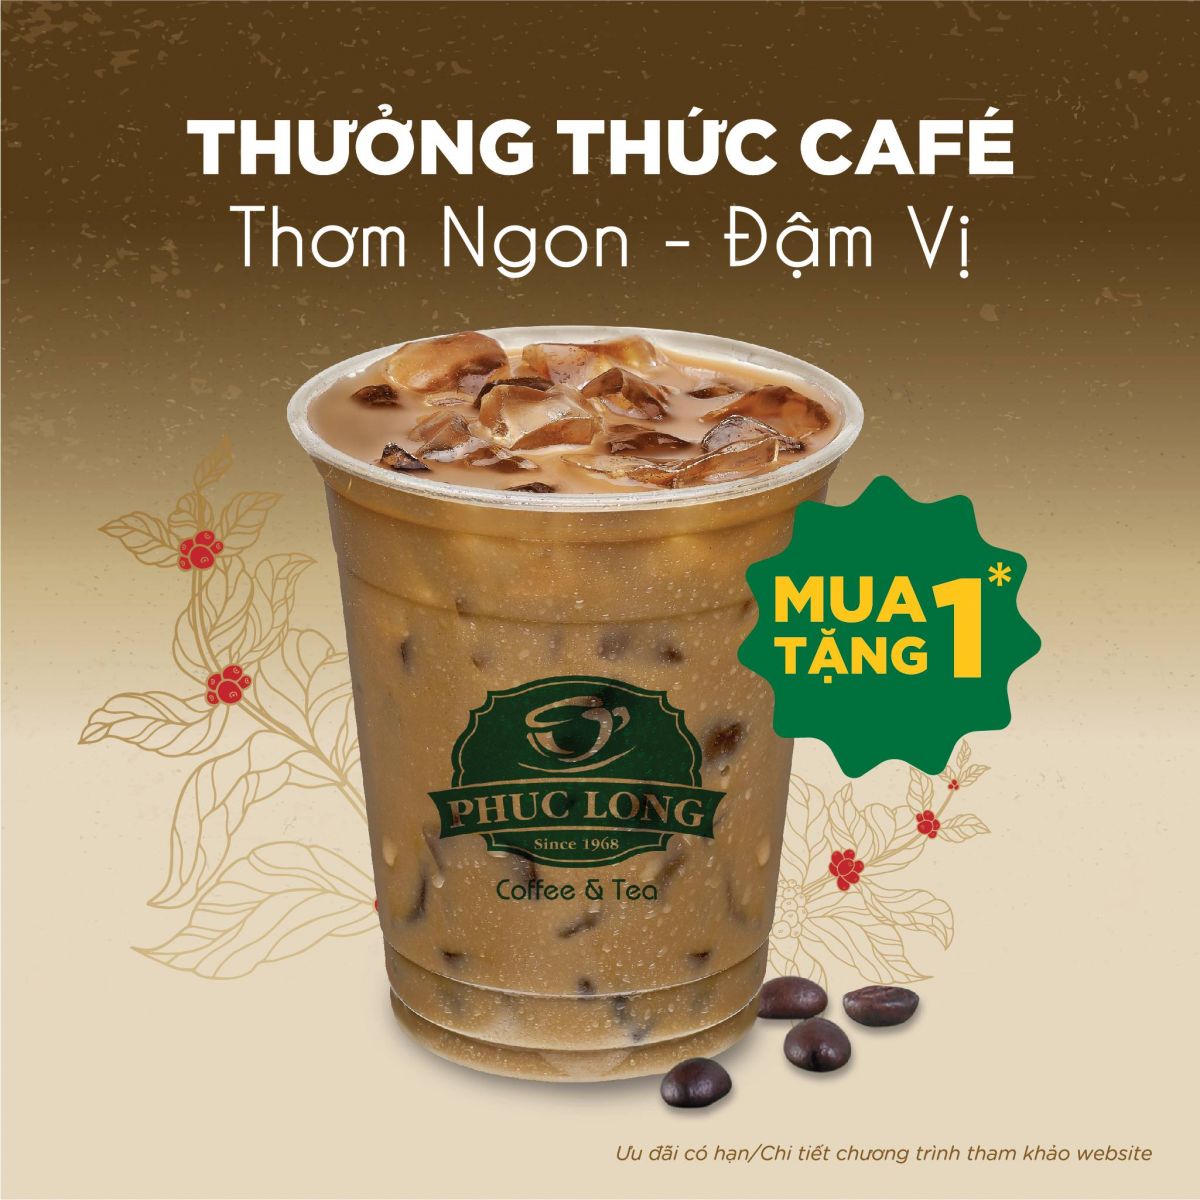 THƯỞNG THỨC CAFÉ
Thơm Ngon - Đậm Vị
MUA 1*
TẶNG
PHUC LONG
Since 1968
Coffee & Tea
Ưu đãi có hạn/Chi tiết chương trình tham khảo website